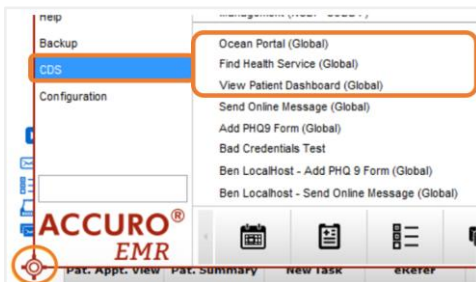 Help
Backup
CDS
Configuration
Ocean Portal (Global)
Find Health Service (Global)
View Patient Dashboard (Global)
Send Online Message (Global)
Add PHQ9 Form (Global)
Bad Credentials Test
Ben LocalHost - Add PHQ 9 Form (Global)
Ben Localhost - Send Online Message (Global)
ACCURO®
EMR
Pat. Appt. View
Pat. Summary
New Task
eRefer